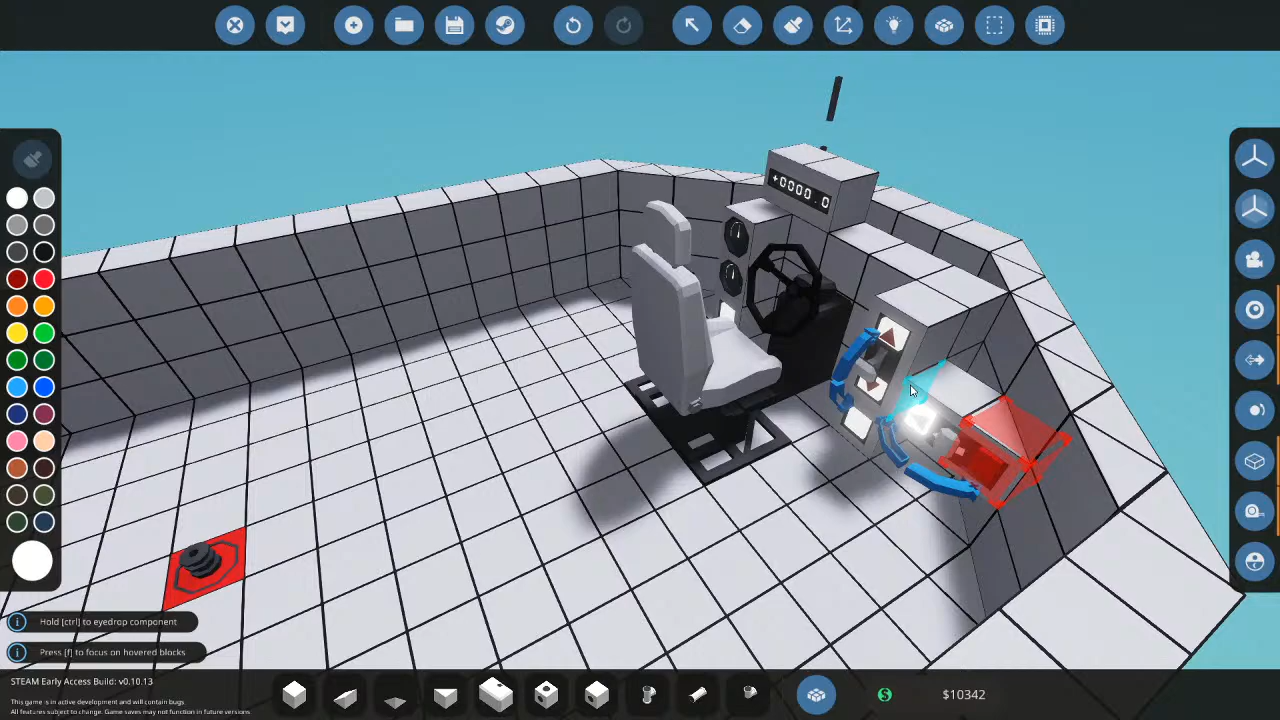 +0000.0
Hold [ctrl] to eyedrop component
Press [f] to focus on hovered blocks
STEAM Early Access Build: v0.10.13
This game is in active development and will contain bugs
All features subject to change. Game saves may not function in future versions
$10342